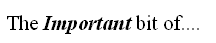 The Important bit of....